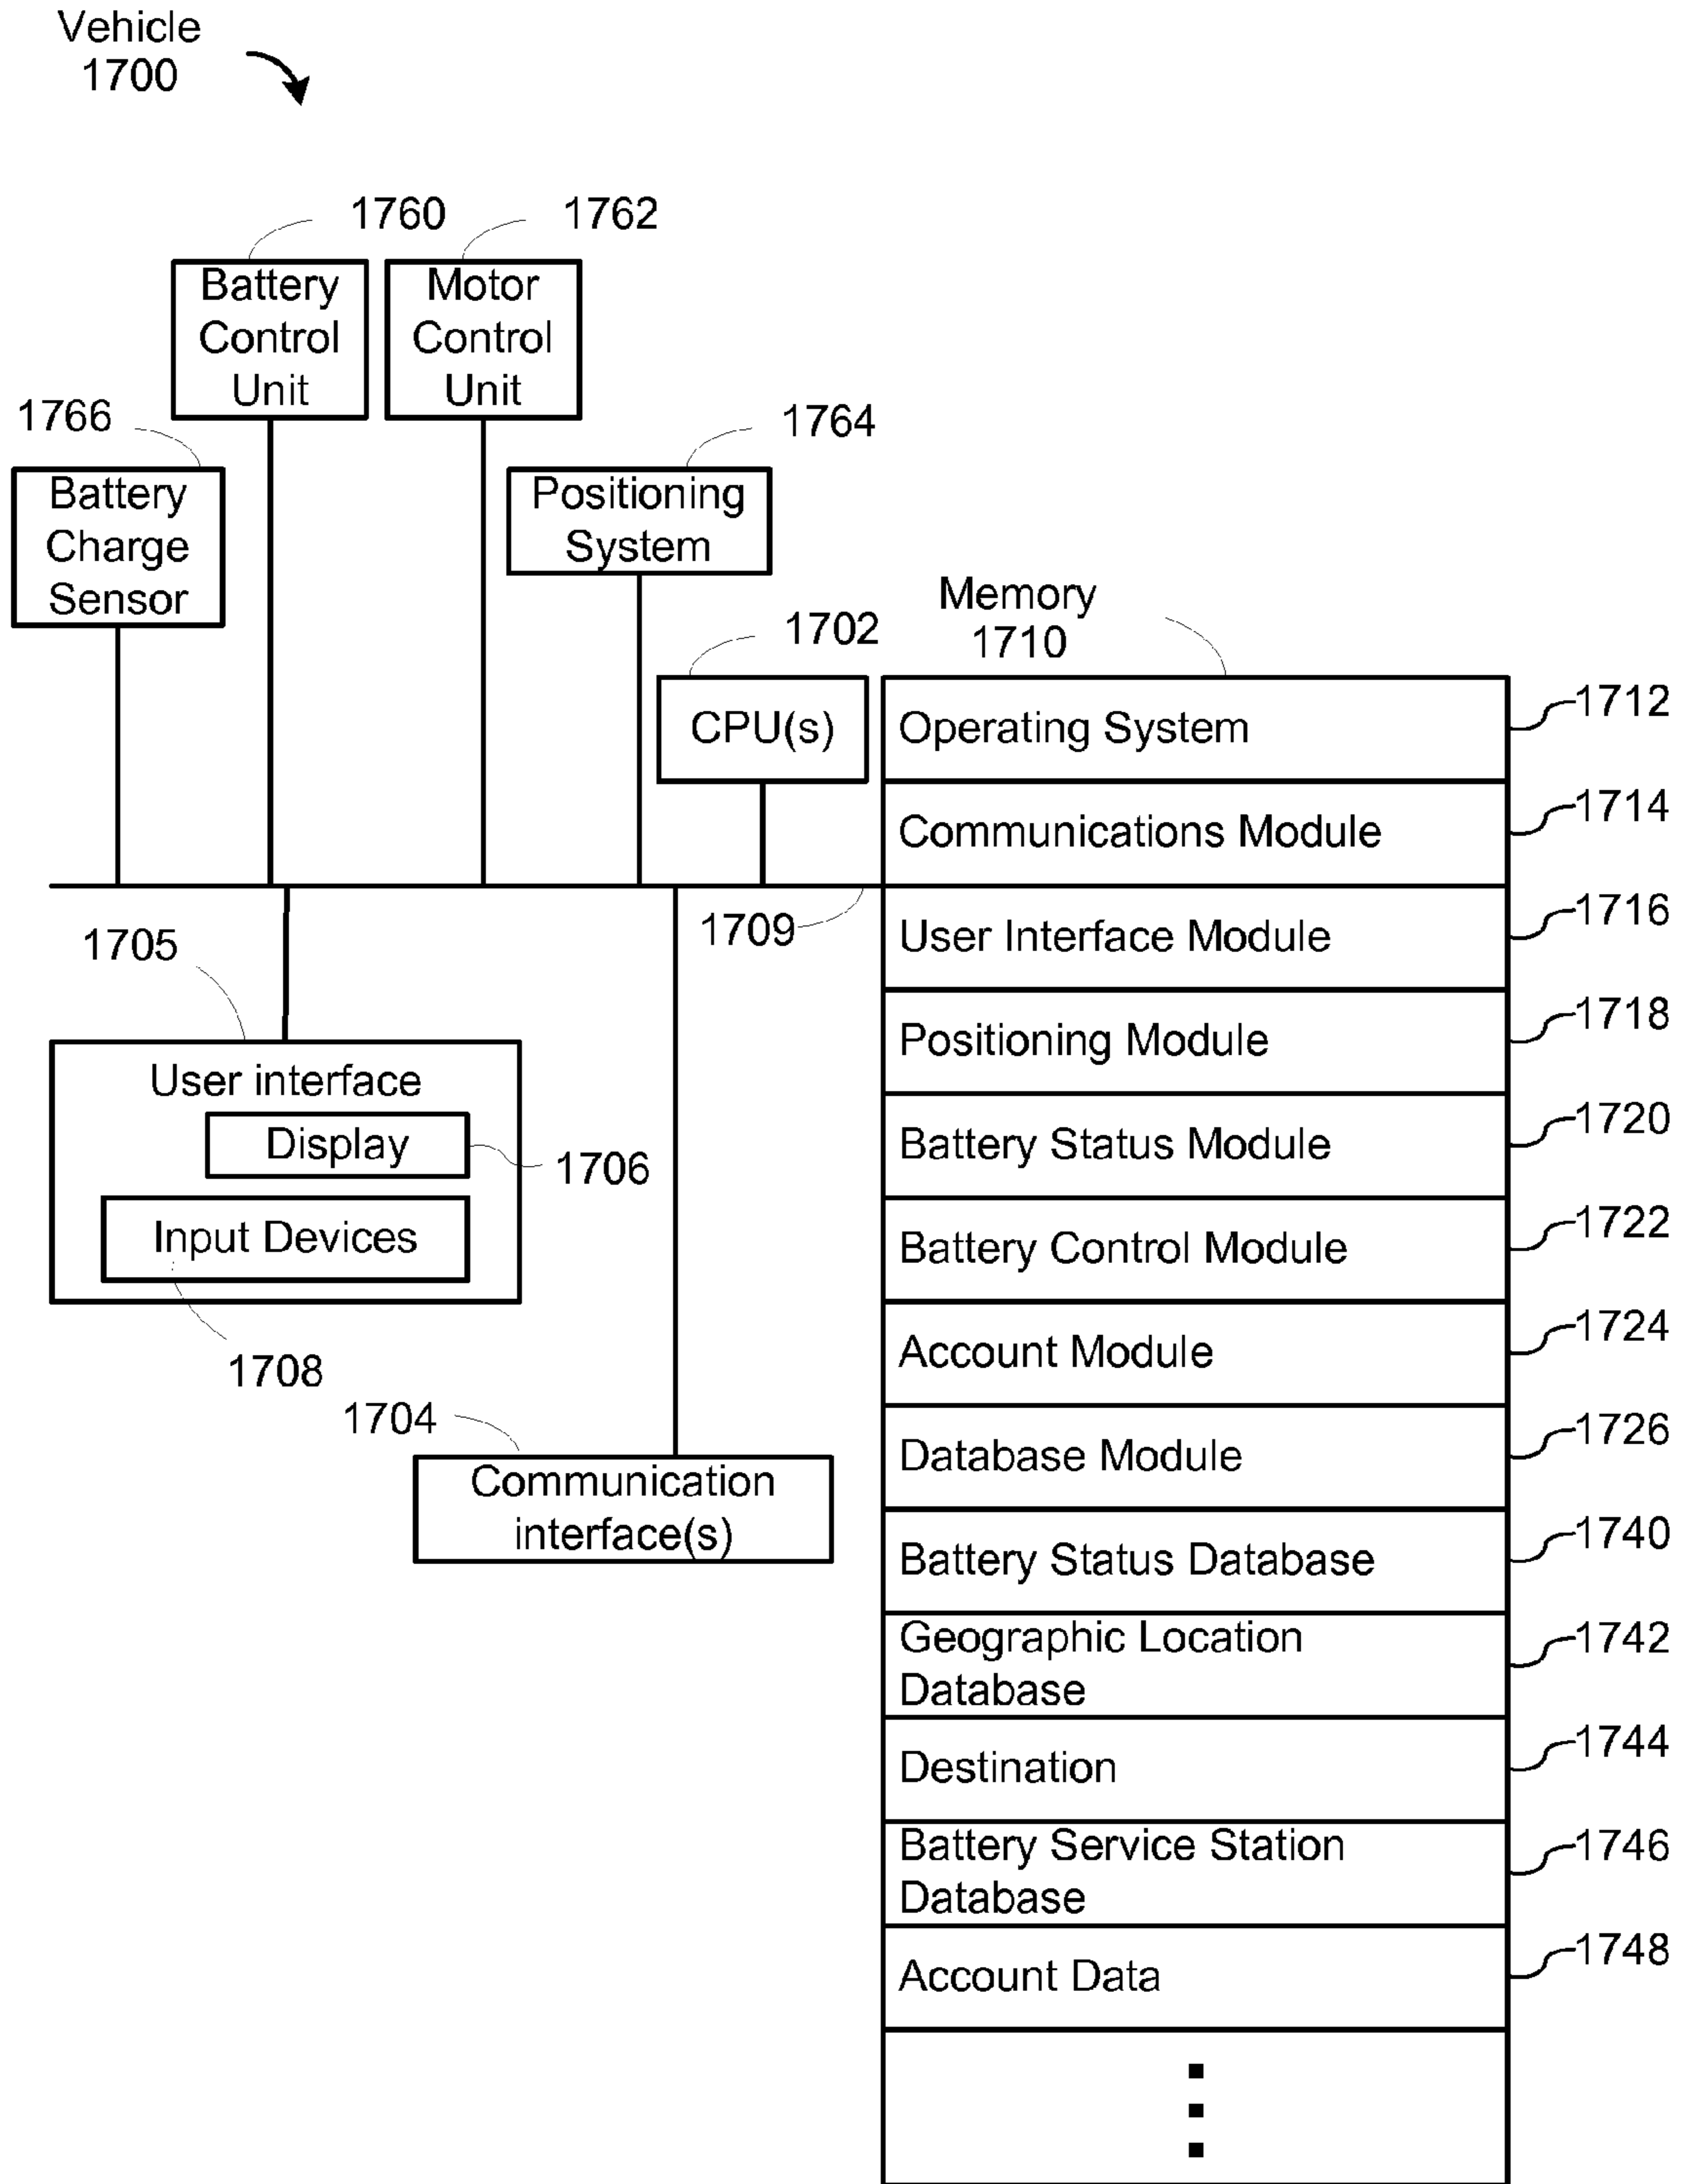 Vehicle
1700
1760
1762
Battery
Control
Unit
Motor
Control
Unit
1766
1764
Battery
Charge
Sensor
Positioning
System
Memory
1710
1702
CPU(s)
Operating System
1712
Communications Module
1714
1709
User Interface Module
1716
1705
Positioning Module
1718
User interface
Display
1706
Input Devices
1708
Battery Status Module
1720
Battery Control Module
1722
Account Module
1724
1704
Communication
interface(s)
Database Module
1726
Battery Status Database
1740
Geographic Location
Database
1742
Destination
1744
Battery Service Station
Database
1746
Account Data
1748